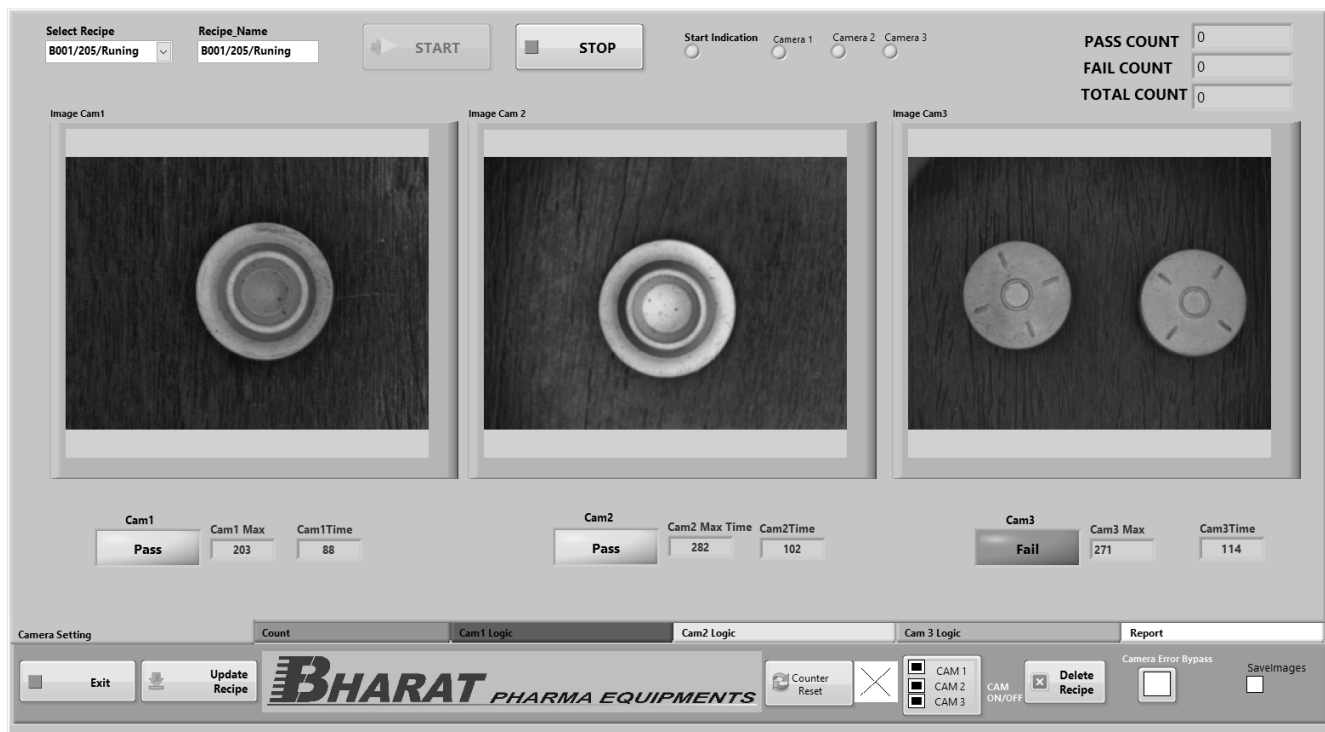 Select Recipe
B001/205/Runing
Recipe_Name
B001/205/Runing
START
STOP
Start Indication
Camera 1
Camera 2
Camera 3
PASS COUNT 0
FAIL COUNT 0
TOTAL COUNT 0
Image Cam1
Image Cam 2
Image Cam3
Cam1
Pass
Cam1 Max
203
Cam1Time
88
Cam2
Pass
Cam2 Max Time
282
Cam2Time
102
Cam3
Fail
Cam3 Max
271
Cam3Time
114
Camera Setting
Count
Cam1 Logic
Cam2 Logic
Cam 3 Logic
Report
Exit
Update
Recipe
BHARAT PHARMA EQUIPMENTS
Counter
Reset
CAM 1
CAM 2
CAM 3
CAM
ON/OFF
Delete
Recipe
Camera Error Bypass
SaveImages